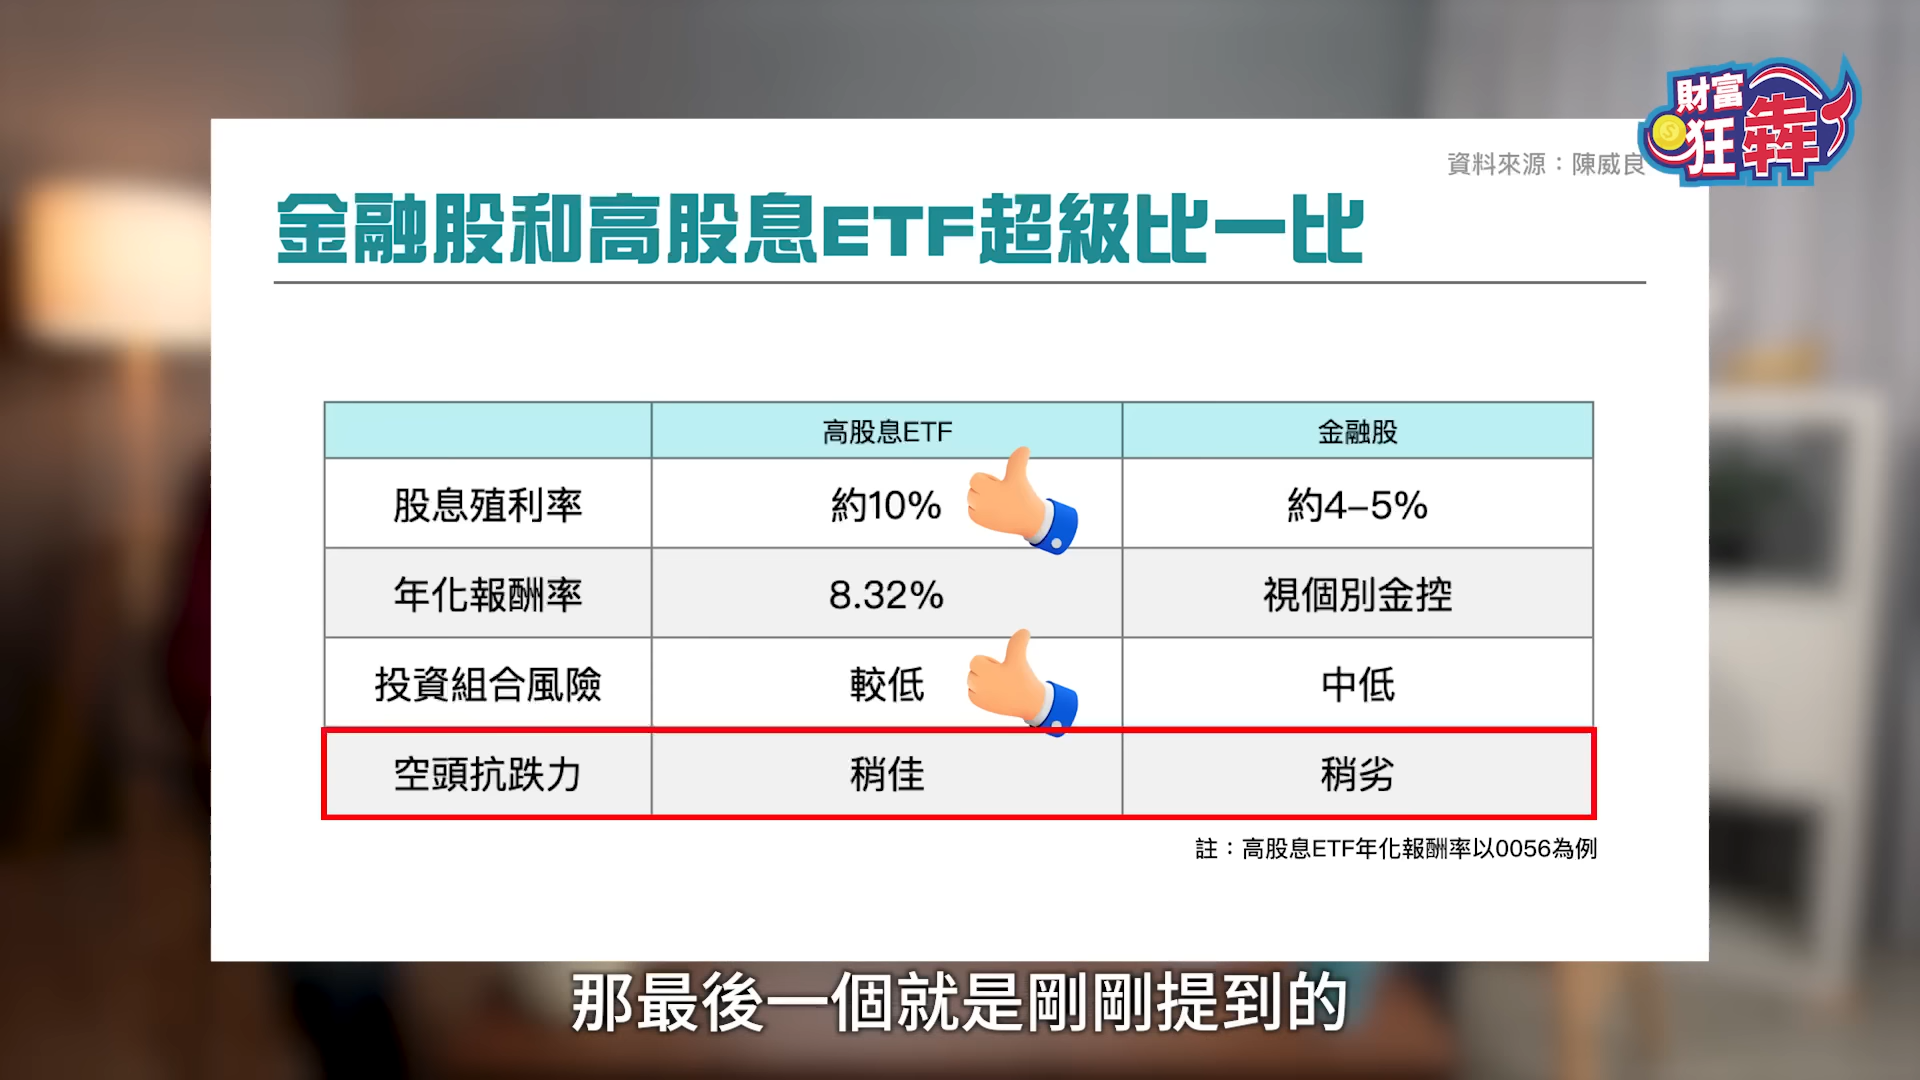 財富
狂犇
資料來源：陳威良
金融股和高股息ETF超級比一比
高股息ETF 金融股
股息殖利率 約10% 約4–5%
年化報酬率 8.32% 視個別金控
投資組合風險 較低 中低
空頭抗跌力 稍佳 稍劣
註：高股息ETF年化報酬率以0056為例
那最後一個就是剛剛提到的